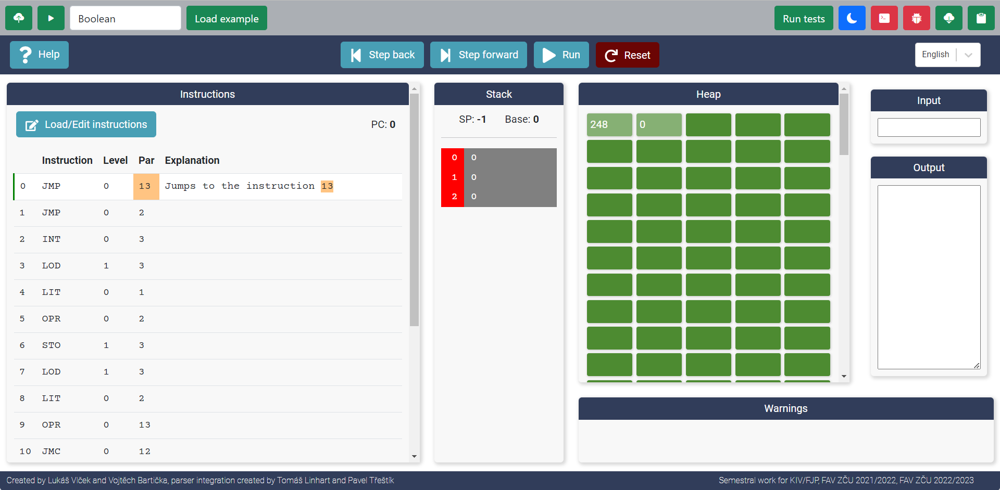 Boolean
Load example
Run tests
Help
Step back
Step forward
Run
Reset
English
Instructions
Load/Edit instructions
PC: 0
Instruction Level Par Explanation
0 JMP 0 13 Jumps to the instruction 13
1 JMP 0 2
2 INT 0 3
3 LOD 1 3
4 LIT 0 1
5 OPR 0 2
6 STO 1 3
7 LOD 1 3
8 LIT 0 2
9 OPR 0 13
10 JMC 0 12
Stack
SP: -1 Base: 0
0 0
1 0
2 0
Heap
248 0
Input
Output
Warnings
Created by Lukáš Vlček and Vojtěch Bartička, parser integration created by Tomáš Linhart and Pavel Třeštík
Semestral work for KIV/FJP, FAV ZČU 2021/2022, FAV ZČU 2022/2023